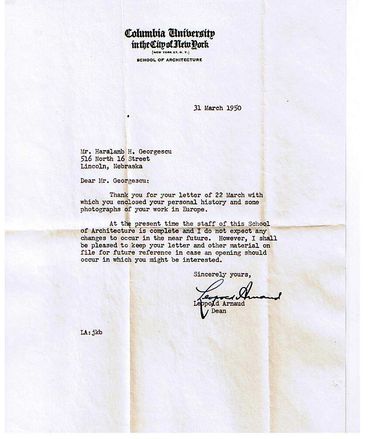 Columbia University
in the City of New York
[NEW YORK 27, N. Y.]
SCHOOL OF ARCHITECTURE
31 March 1950
Mr. Haralamb H. Georgescu
516 North 16 Street
Lincoln, Nebraska
Dear Mr. Georgescu:
Thank you for your letter of 22 March with
which you enclosed your personal history and some
photographs of your work in Europe.
At the present time the staff of this School
of Architecture is complete and I do not expect any
changes to occur in the near future. However, I shall
be pleased to keep your letter and other material on
file for future reference in case an opening should
occur in which you might be interested.
Sincerely yours,
Leopold Arnaud
Leopold Arnaud
Dean
LA:jkb